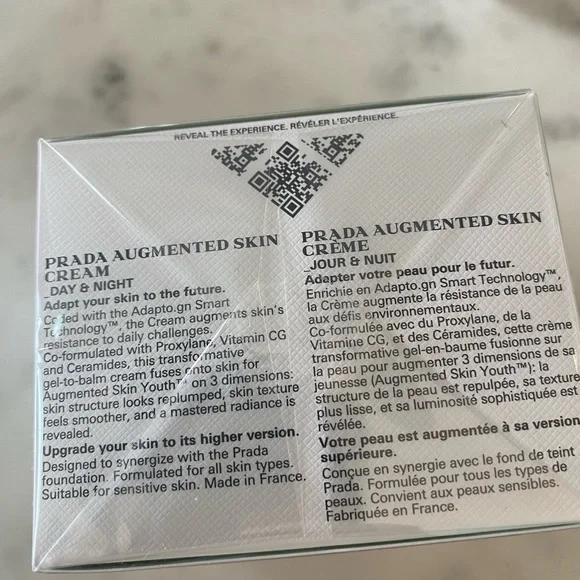 REVEAL THE EXPERIENCE. RÉVÉLER L'EXPÉRIENCE.
PRADA AUGMENTED SKIN
CREAM
_DAY & NIGHT
Adapt your skin to the future.
Coded with the Adapto.gn Smart
Technology™, the Cream augments skin's
resistance to daily challenges.
Co-formulated with Proxylane, Vitamin CG
and Ceramides, this transformative
gel-to-balm cream fuses onto skin for
Augmented Skin Youth™ on 3 dimensions:
skin structure looks replumped, skin texture
feels smoother, and a mastered radiance is
revealed.
Upgrade your skin to its higher version.
Designed to synergize with the Prada
foundation. Formulated for all skin types.
Suitable for sensitive skin. Made in France.
PRADA AUGMENTED SKIN
CRÈME
_JOUR & NUIT
Adapter votre peau pour le futur.
Enrichie en Adapto.gn Smart Technology™,
la Crème augmente la résistance de la peau
aux défis environnementaux.
Co-formulée avec du Proxylane, de la
Vitamine CG, et des Céramides, cette crème
transformative gel-en-baume fusionne sur
la peau pour augmenter 3 dimensions de sa
jeunesse (Augmented Skin Youth™): la
structure de la peau est repulpée, sa texture
plus lisse, et sa luminosité sophistiquée est
révélée.
Votre peau est augmentée à sa version
supérieure.
Conçue en synergie avec le fond de teint
Prada. Formulée pour tous les types de
peaux. Convient aux peaux sensibles.
Fabriquée en France.